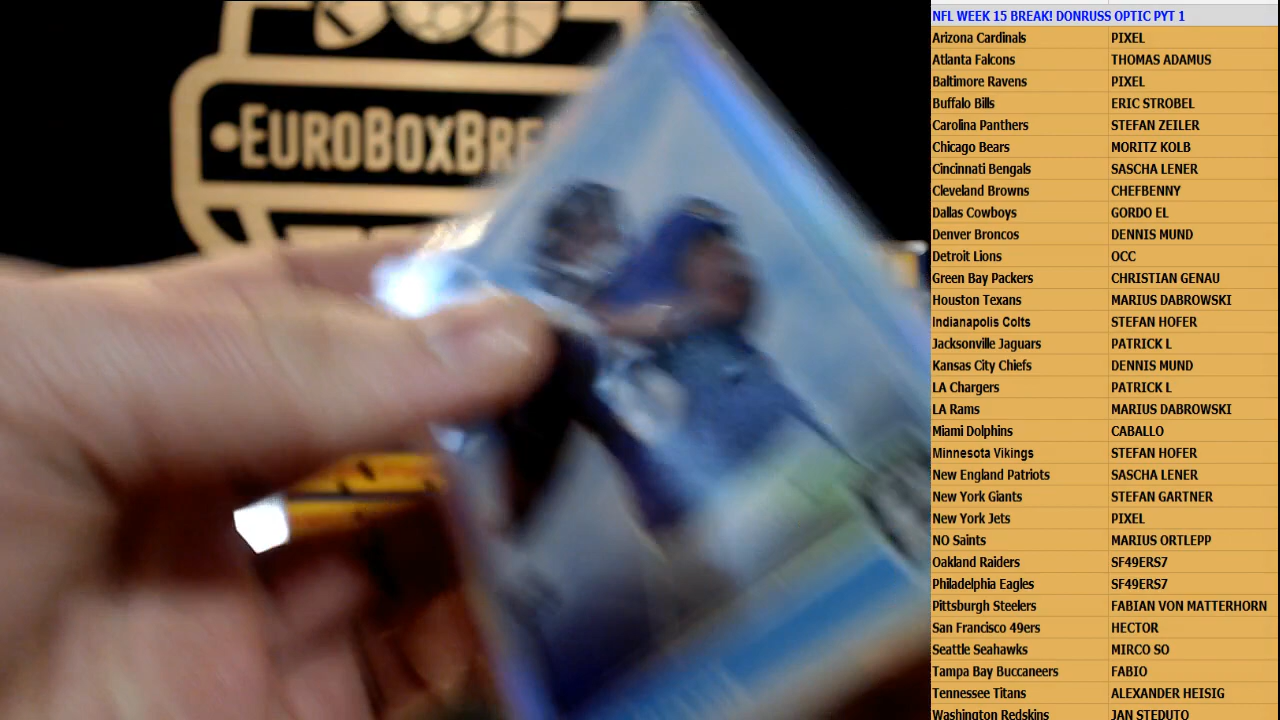 EUROBOXBRE
NFL WEEK 15 BREAK! DONRUSS OPTIC PYT 1
Arizona Cardinals PIXEL
Atlanta Falcons THOMAS ADAMUS
Baltimore Ravens PIXEL
Buffalo Bills ERIC STROBEL
Carolina Panthers STEFAN ZEILER
Chicago Bears MORITZ KOLB
Cincinnati Bengals SASCHA LENER
Cleveland Browns CHEFBENNY
Dallas Cowboys GORDO EL
Denver Broncos DENNIS MUND
Detroit Lions OCC
Green Bay Packers CHRISTIAN GENAU
Houston Texans MARIUS DABROWSKI
Indianapolis Colts STEFAN HOFER
Jacksonville Jaguars PATRICK L
Kansas City Chiefs DENNIS MUND
LA Chargers PATRICK L
LA Rams MARIUS DABROWSKI
Miami Dolphins CABALLO
Minnesota Vikings STEFAN HOFER
New England Patriots SASCHA LENER
New York Giants STEFAN GARTNER
New York Jets PIXEL
NO Saints MARIUS ORTLEPP
Oakland Raiders SF49ERS7
Philadelphia Eagles SF49ERS7
Pittsburgh Steelers FABIAN VON MATTERHORN
San Francisco 49ers HECTOR
Seattle Seahawks MIRCO SO
Tampa Bay Buccaneers FABIO
Tennessee Titans ALEXANDER HEISIG
Washington Redskins JAN STEDUTO